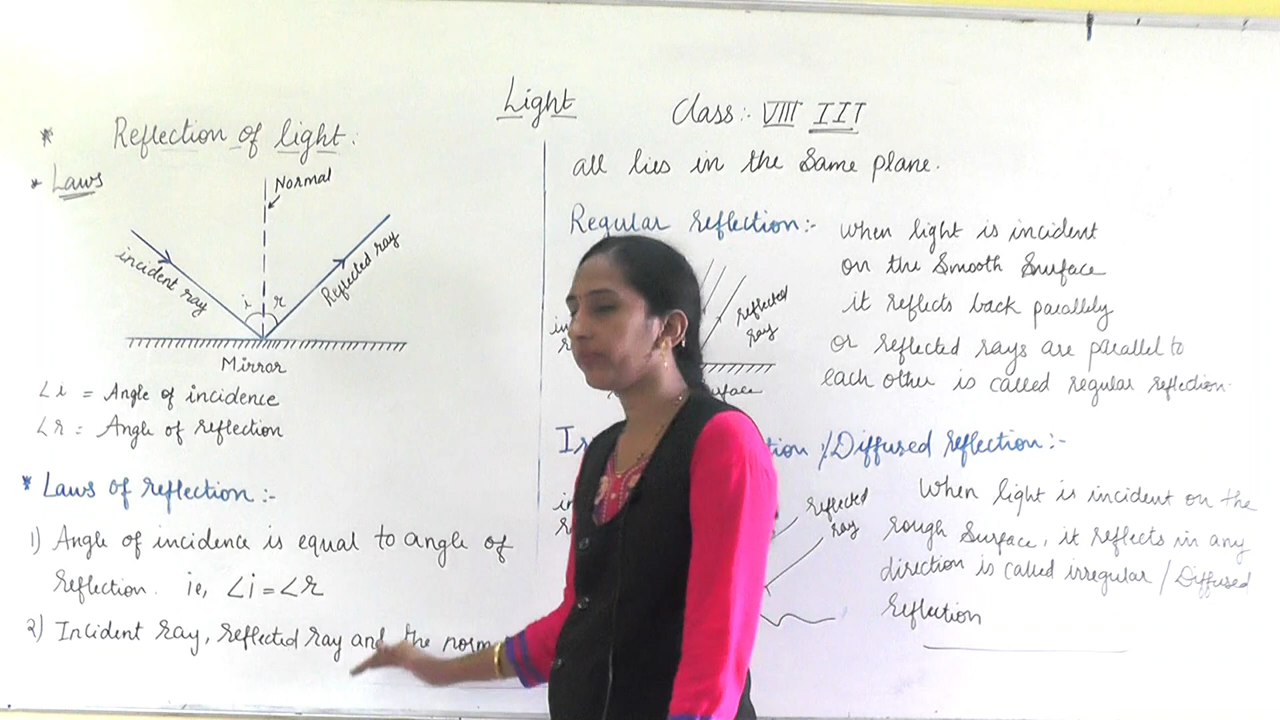 Light
Class:- VIII III
* Reflection of light:
* Laws
Normal
incident ray
i
r
Reflected ray
Mirror
∠i = Angle of incidence
∠r = Angle of reflection
* Laws of reflection :-
1) Angle of incidence is equal to angle of
reflection. ie, ∠i = ∠r
2) Incident ray, reflected ray and the
all lies in the same plane.
Regular reflection:-
when light is incident
on the smooth surface
it reflects back parallely
or reflected rays are parallel to
each other is called regular reflection.
reflected
ray
/Diffused reflection:-
When light is incident on the
rough surface, it reflects in any
direction is called irregular / Diffused
reflection
reflected
ray